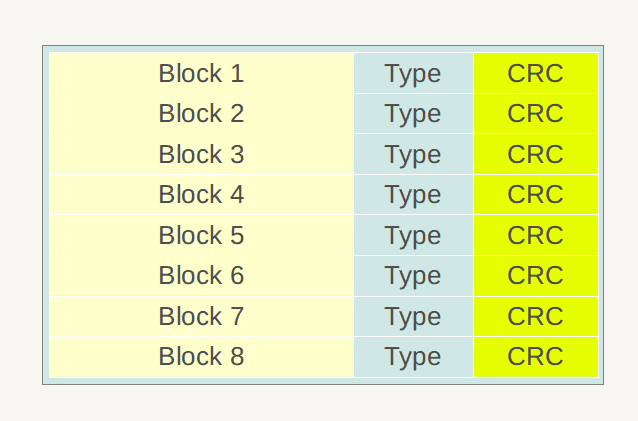 Block 1 Type CRC
Block 2 Type CRC
Block 3 Type CRC
Block 4 Type CRC
Block 5 Type CRC
Block 6 Type CRC
Block 7 Type CRC
Block 8 Type CRC